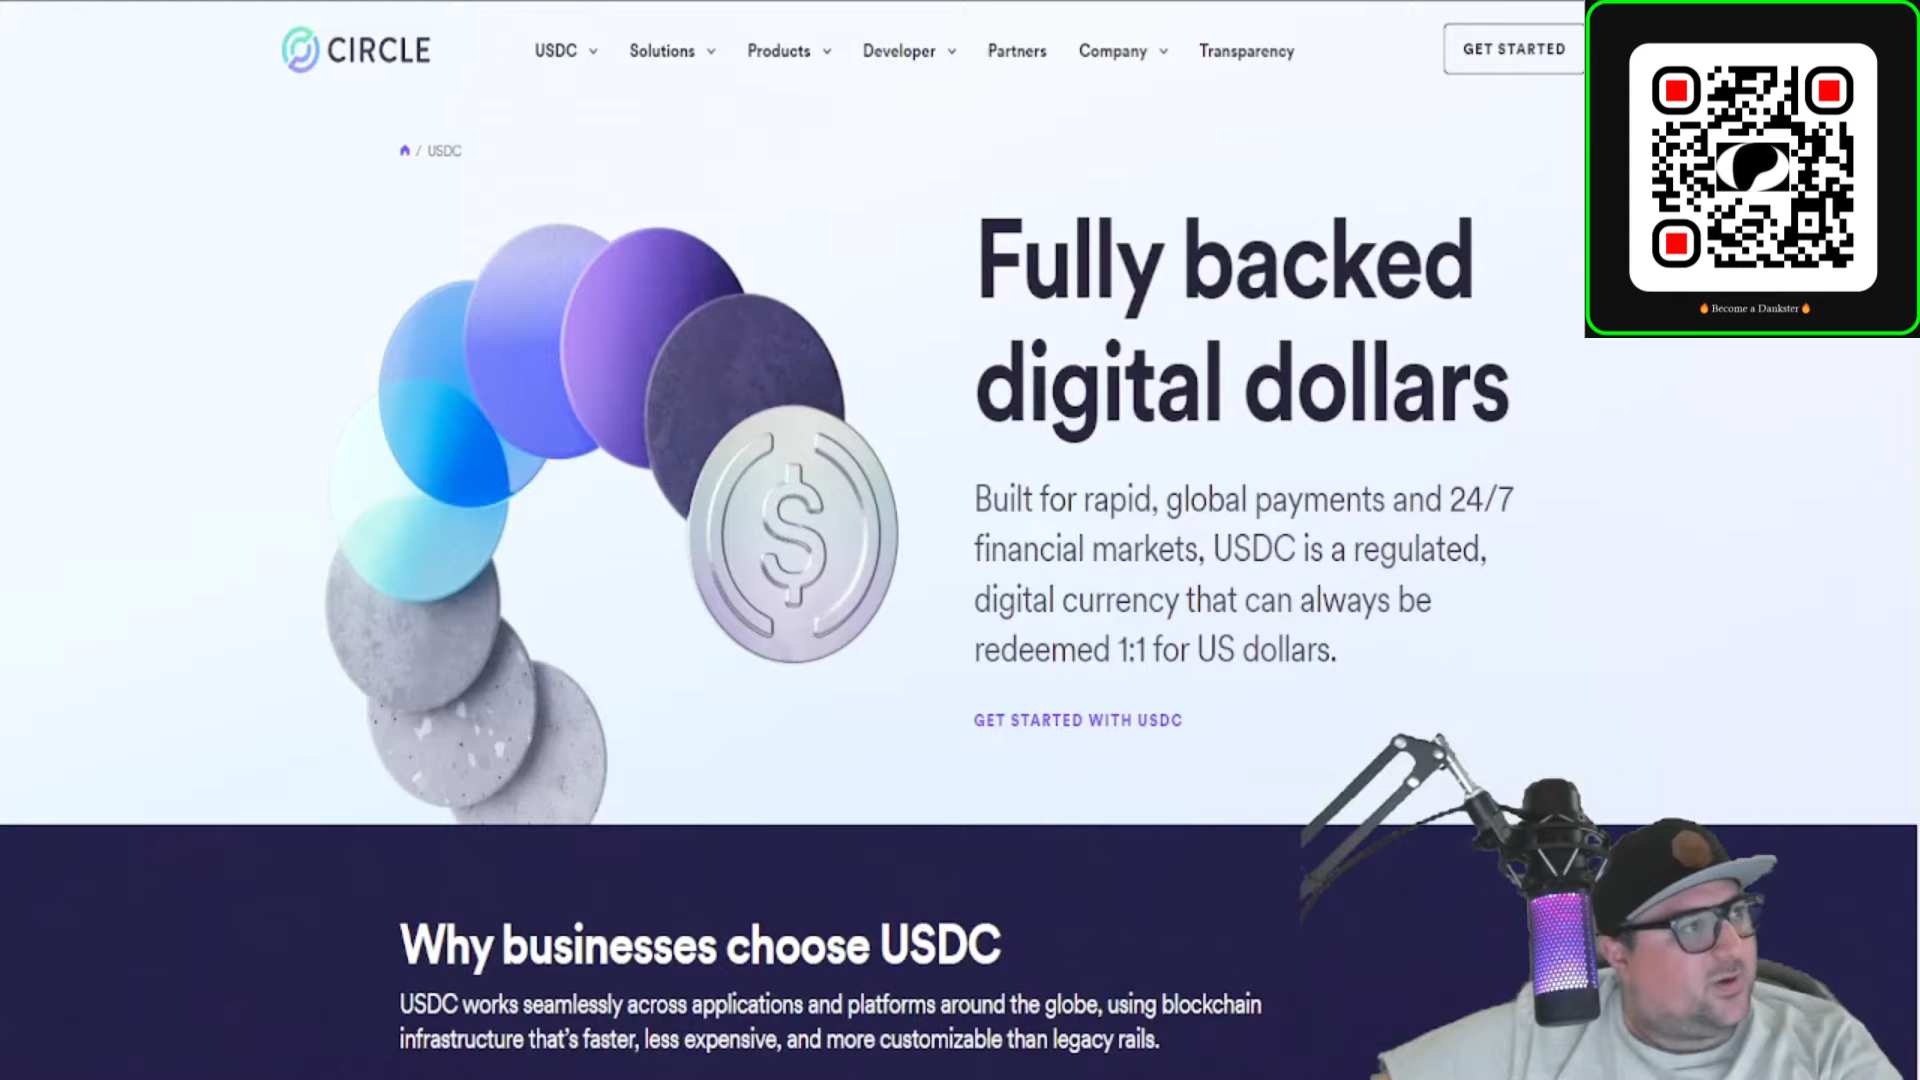 CIRCLE
USDC Solutions Products Developer Partners Company Transparency
GET STARTED
/ USDC
Fully backed
digital dollars
Built for rapid, global payments and 24/7
financial markets, USDC is a regulated,
digital currency that can always be
redeemed 1:1 for US dollars.
GET STARTED WITH USDC
🔥 Become a Dankster 🔥
Why businesses choose USDC
USDC works seamlessly across applications and platforms around the globe, using blockchain
infrastructure that's faster, less expensive, and more customizable than legacy rails.